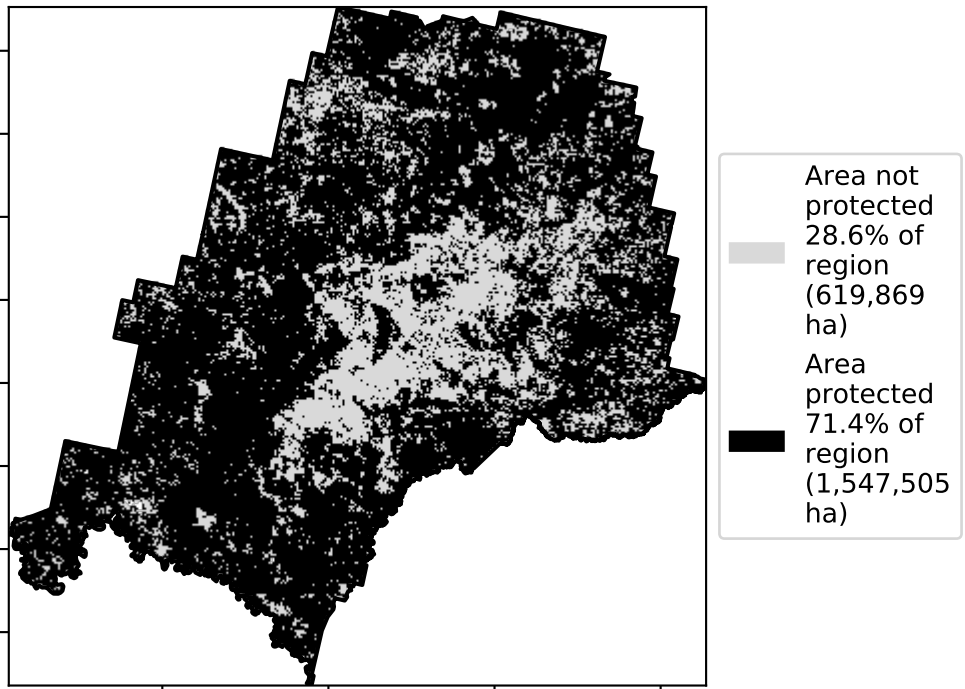 Area not
protected
28.6% of
region
(619,869
ha)
Area
protected
71.4% of
region
(1,547,505
ha)